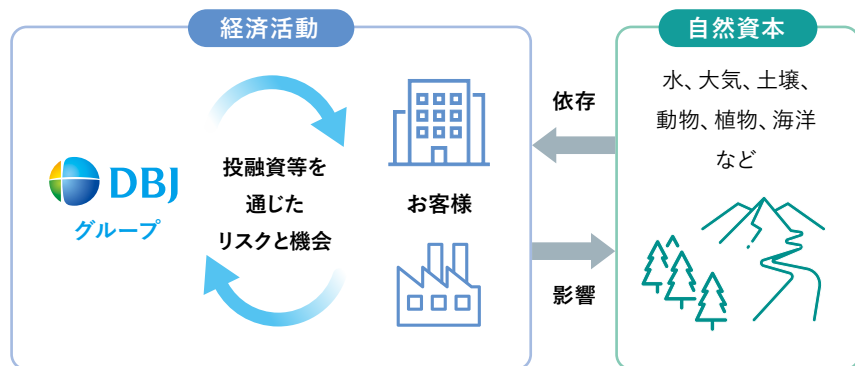 経済活動
DBJ
グループ
投融資等を
通じた
リスクと機会
お客様
依存
影響
自然資本
水、大気、土壌、
動物、植物、海洋
など